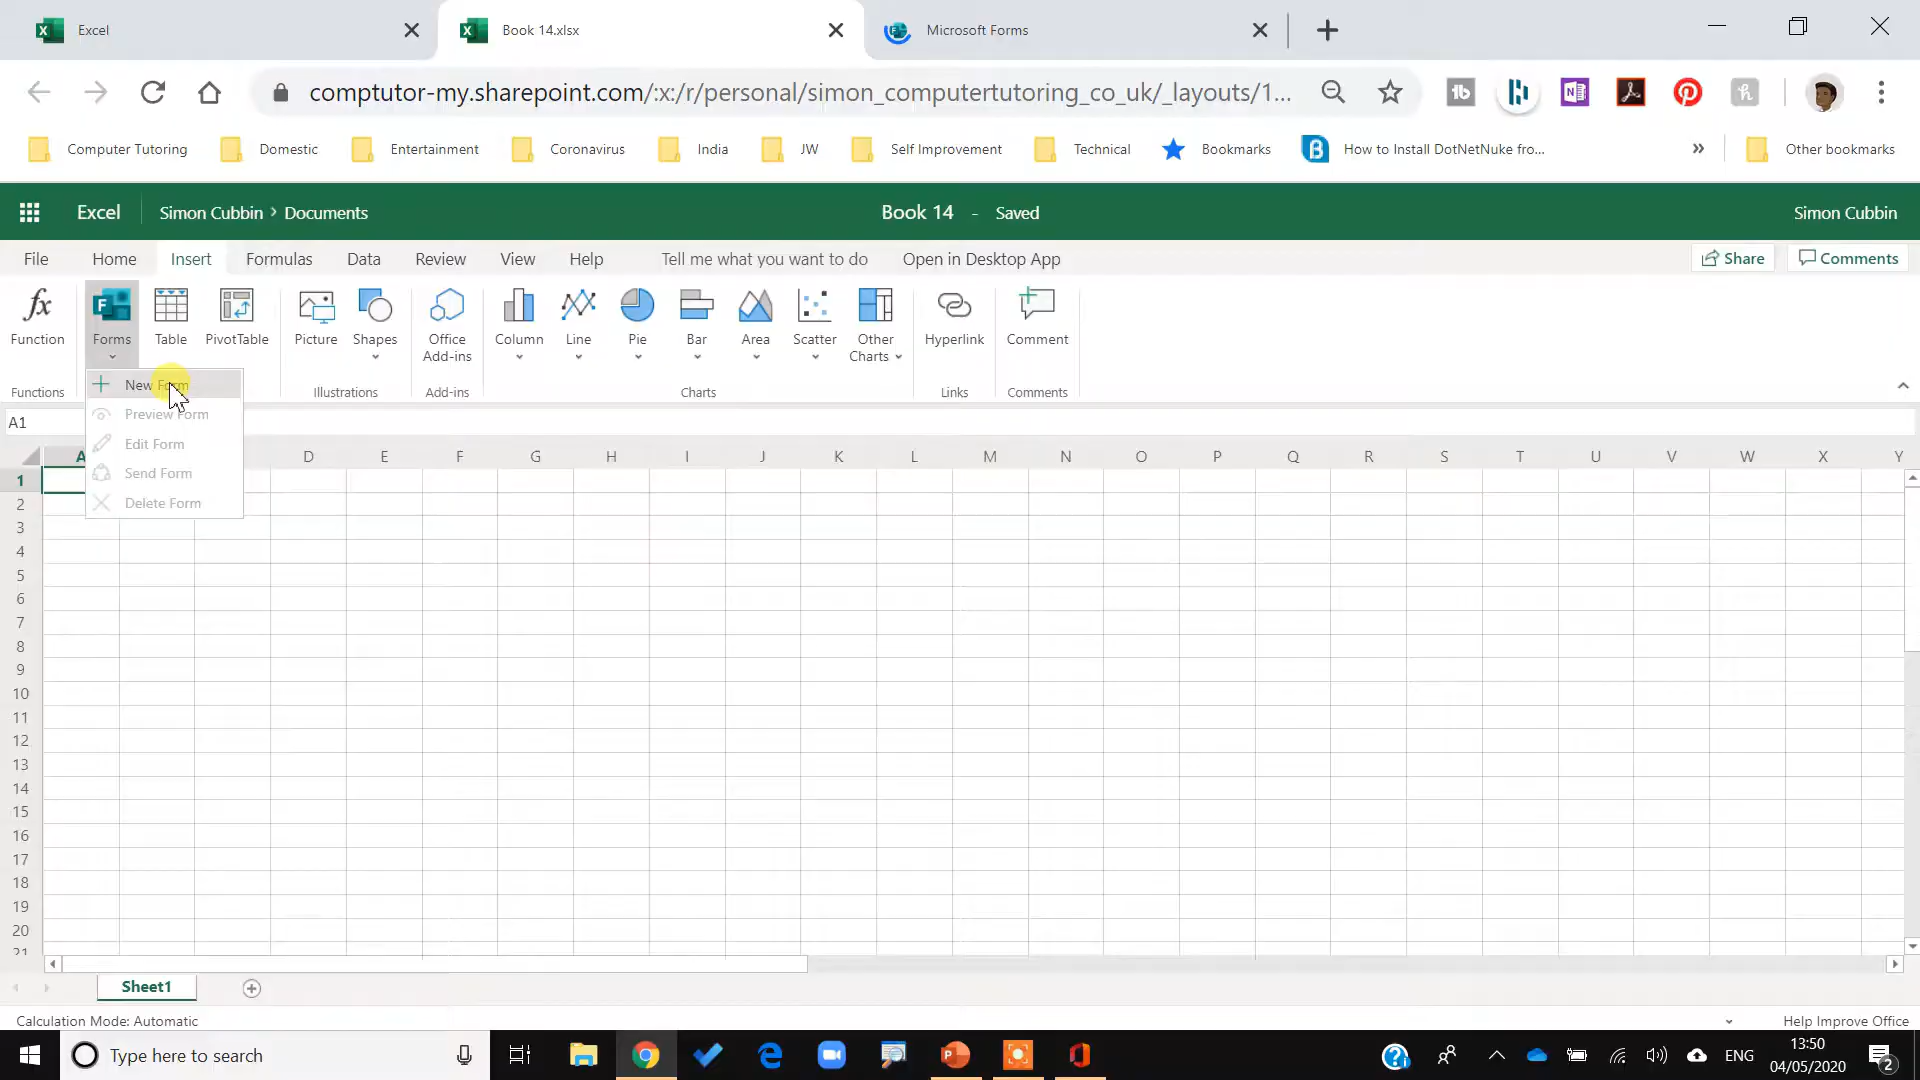 Excel
Book 14.xlsx
Microsoft Forms
comptutor-my.sharepoint.com/:x:/r/personal/simon_computertutoring_co_uk/_layouts/1...
Computer Tutoring
Domestic
Entertainment
Coronavirus
India
JW
Self Improvement
Technical
Bookmarks
How to Install DotNetNuke fro...
Other bookmarks
Excel
Simon Cubbin > Documents
Book 14 - Saved
Simon Cubbin
File
Home
Insert
Formulas
Data
Review
View
Help
Tell me what you want to do
Open in Desktop App
Share
Comments
Function
Forms
Table
PivotTable
Picture
Shapes
Office
Add-ins
Column
Line
Pie
Bar
Area
Scatter
Other
Charts
Hyperlink
Comment
Functions
Illustrations
Add-ins
Charts
Links
Comments
New Form
Preview Form
Edit Form
Send Form
Delete Form
A1
A D E F G H I J K L M N O P Q R S T U V W X Y
1
2
3
4
5
6
7
8
9
10
11
12
13
14
15
16
17
18
19
20
21
Sheet1
Calculation Mode: Automatic
Help Improve Office
Type here to search
ENG
13:50
04/05/2020
2